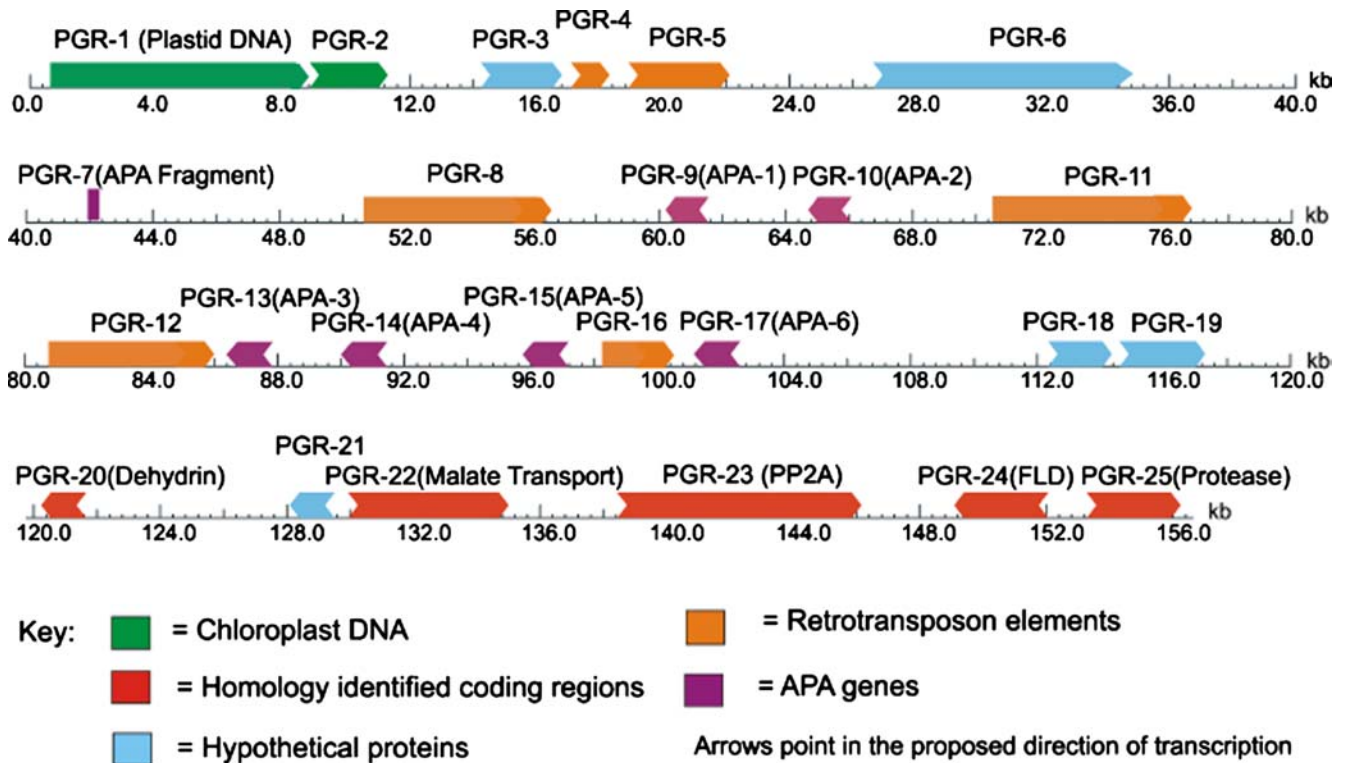 PGR-4
PGR-1 (Plastid DNA) PGR-2 PGR-3 PGR-5 PGR-6
kb
0.0 4.0 8.0 12.0 16.0 20.0 24.0 28.0 32.0 36.0 40.0
PGR-7(APA Fragment) PGR-8 PGR-9(APA-1) PGR-10(APA-2) PGR-11
kb
40.0 44.0 48.0 52.0 56.0 60.0 64.0 68.0 72.0 76.0 80.0
PGR-13(APA-3) PGR-15(APA-5)
PGR-12 PGR-14(APA-4) PGR-16 PGR-17(APA-6) PGR-18 PGR-19
kb
80.0 84.0 88.0 92.0 96.0 100.0 104.0 108.0 112.0 116.0 120.0
PGR-21
PGR-20(Dehydrin) PGR-22(Malate Transport) PGR-23 (PP2A) PGR-24(FLD) PGR-25(Protease)
kb
120.0 124.0 128.0 132.0 136.0 140.0 144.0 148.0 152.0 156.0
Key: = Chloroplast DNA = Retrotransposon elements
= Homology identified coding regions = APA genes
= Hypothetical proteins Arrows point in the proposed direction of transcription